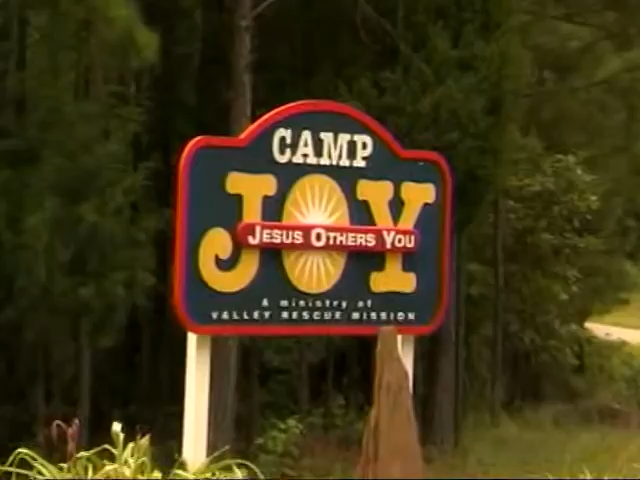 CAMP
JOY
JESUS OTHERS YOU
A ministry of
VALLEY RESCUE MISSION